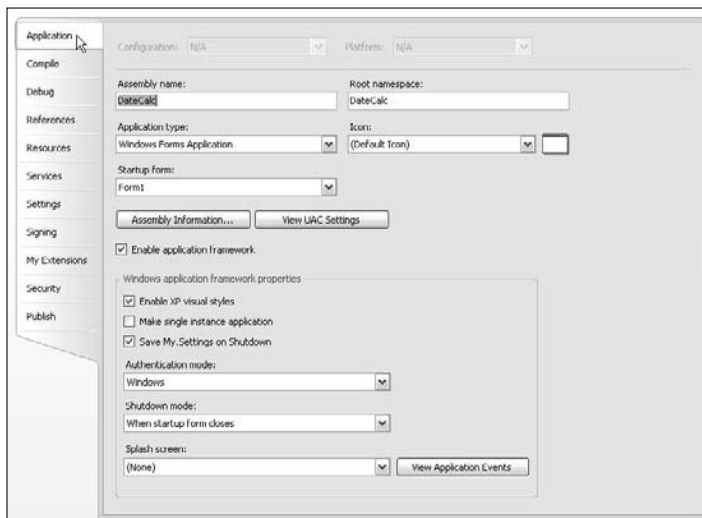 Application
Compile
Debug
References
Resources
Services
Settings
Signing
My Extensions
Security
Publish
Configuration: N/A Platform: N/A
Assembly name: Root namespace:
DateCalc DateCalc
Application type: Icon:
Windows Forms Application (Default Icon)
Startup form:
Form1
Assembly Information... View UAC Settings
Enable application framework
Windows application framework properties
Enable XP visual styles
Make single instance application
Save My.Settings on Shutdown
Authentication mode:
Windows
Shutdown mode:
When startup form closes
Splash screen:
(None) View Application Events